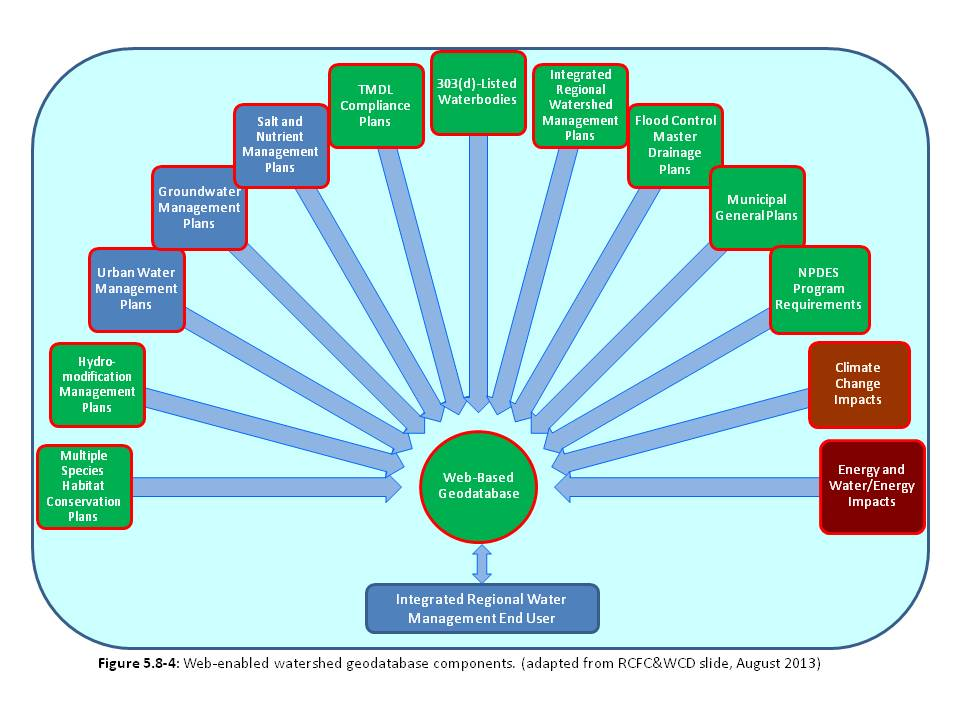 303(d)-Listed
Waterbodies
TMDL
Compliance
Plans
Integrated
Regional
Watershed
Management
Plans
Salt and
Nutrient
Management
Plans
Flood Control
Master
Drainage
Plans
Groundwater
Management
Plans
Municipal
General Plans
Urban Water
Management
Plans
NPDES
Program
Requirements
Hydro-
modification
Management
Plans
Climate
Change
Impacts
Multiple
Species
Habitat
Conservation
Plans
Energy and
Water/Energy
Impacts
Web-Based
Geodatabase
Integrated Regional Water
Management End User
Figure 5.8-4: Web-enabled watershed geodatabase components. (adapted from RCFC&WCD slide, August 2013)